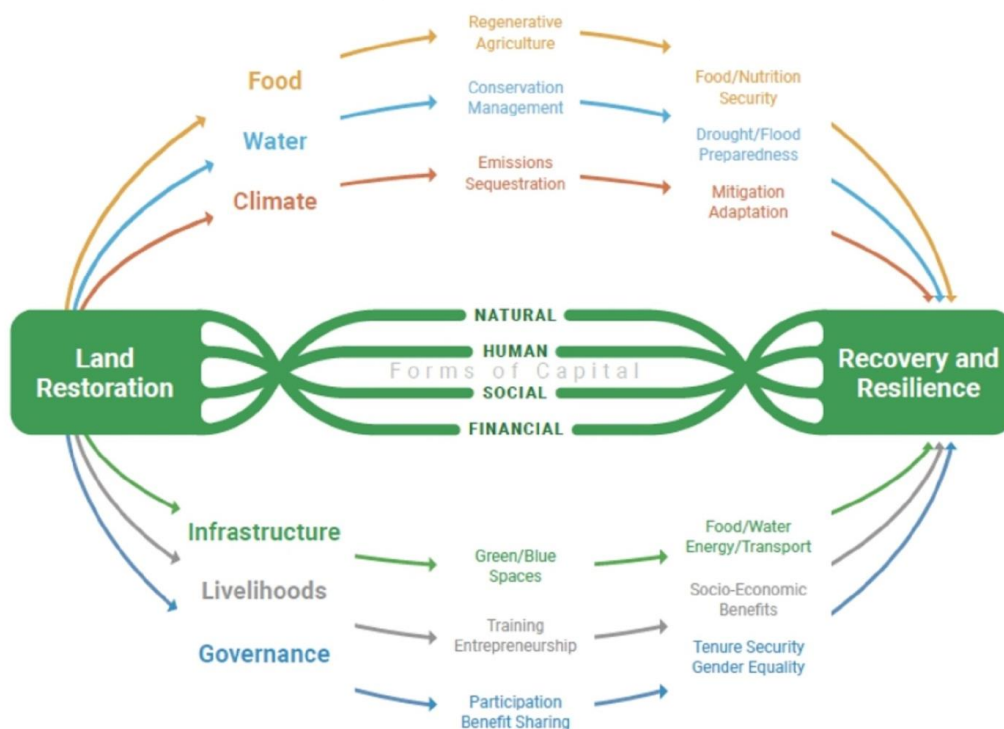 Regenerative
Agriculture
Food
Food/Nutrition
Security
Conservation
Management
Water
Drought/Flood
Preparedness
Emissions
Sequestration
Climate
Mitigation
Adaptation
Land
Restoration
NATURAL
HUMAN
Forms of Capital
SOCIAL
FINANCIAL
Recovery and
Resilience
Infrastructure
Green/Blue
Spaces
Food/Water
Energy/Transport
Livelihoods
Training
Entrepreneurship
Socio-Economic
Benefits
Governance
Participation
Benefit Sharing
Tenure Security
Gender Equality